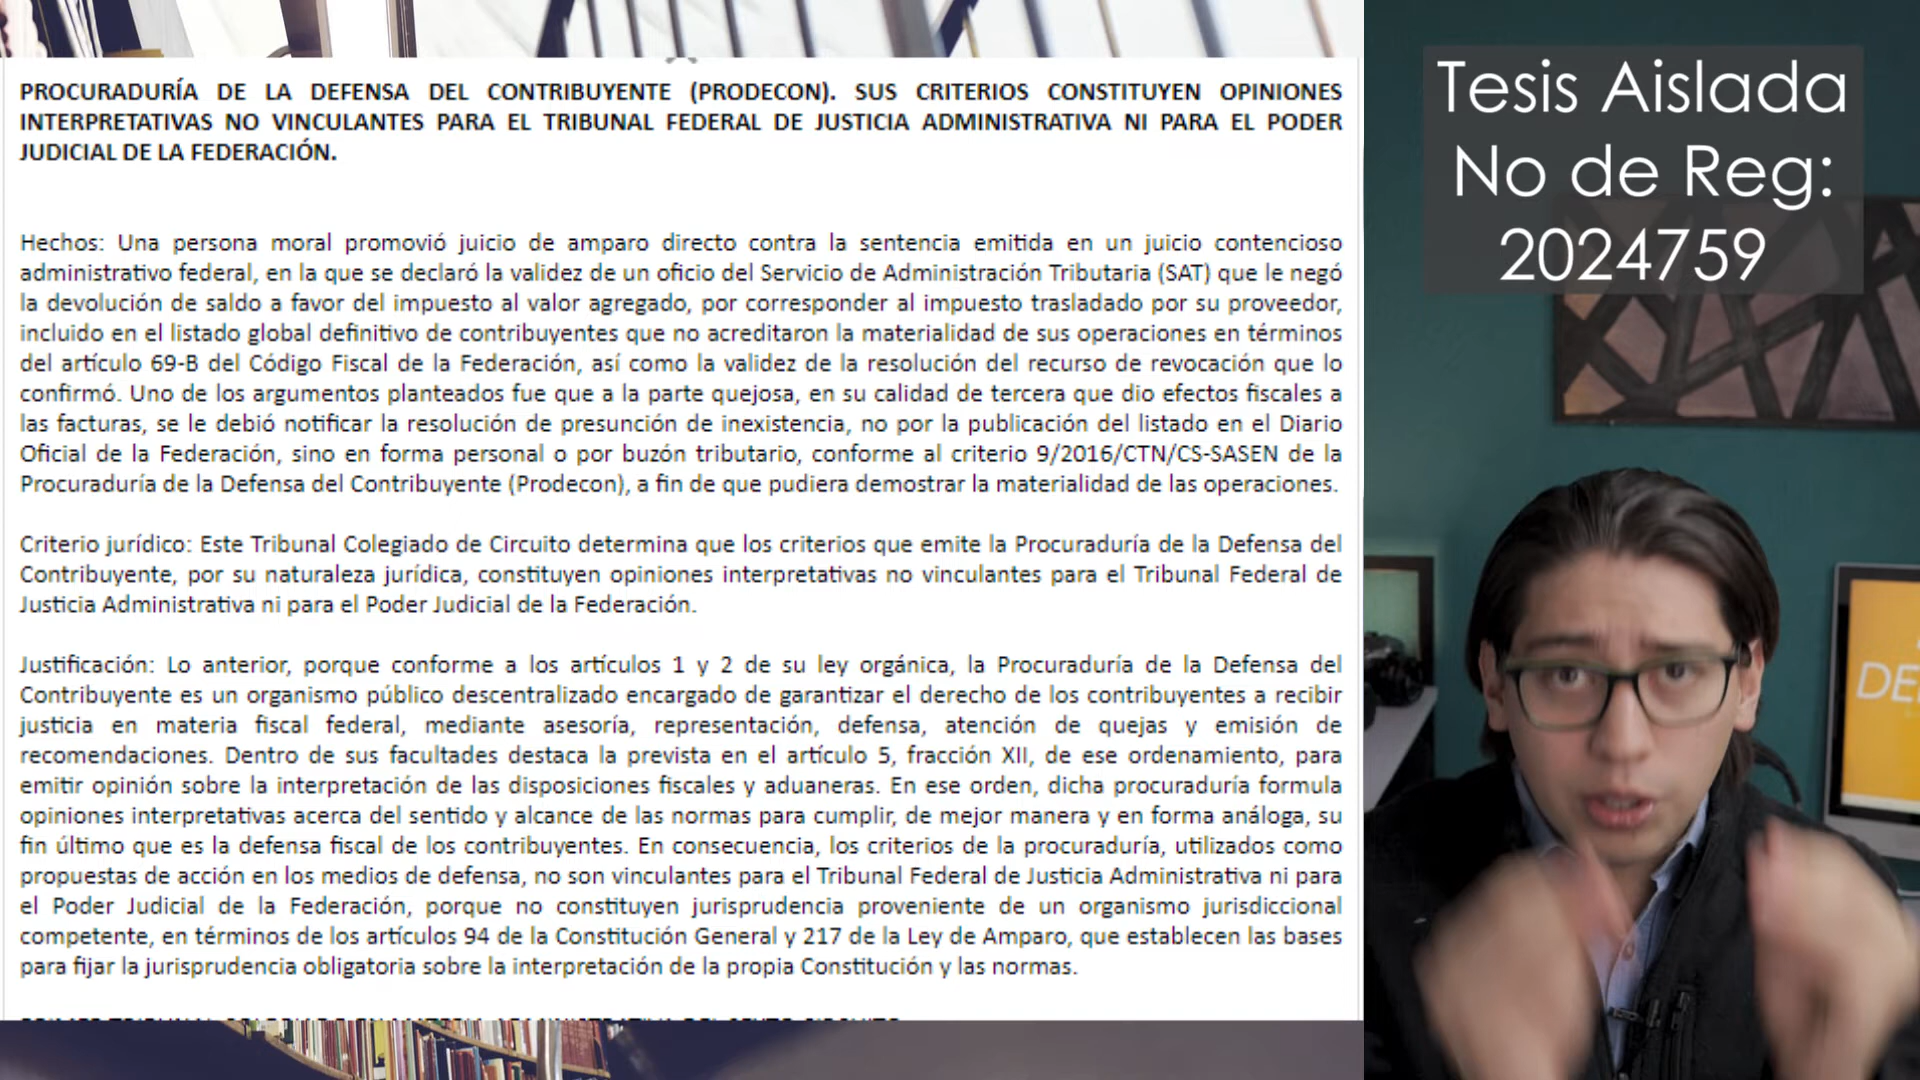 PROCURADURÍA DE LA DEFENSA DEL CONTRIBUYENTE (PRODECON). SUS CRITERIOS CONSTITUYEN OPINIONES
INTERPRETATIVAS NO VINCULANTES PARA EL TRIBUNAL FEDERAL DE JUSTICIA ADMINISTRATIVA NI PARA EL PODER
JUDICIAL DE LA FEDERACIÓN.
Hechos: Una persona moral promovió juicio de amparo directo contra la sentencia emitida en un juicio contencioso
administrativo federal, en la que se declaró la validez de un oficio del Servicio de Administración Tributaria (SAT) que le negó
la devolución de saldo a favor del impuesto al valor agregado, por corresponder al impuesto trasladado por su proveedor,
incluido en el listado global definitivo de contribuyentes que no acreditaron la materialidad de sus operaciones en términos
del artículo 69-B del Código Fiscal de la Federación, así como la validez de la resolución del recurso de revocación que lo
confirmó. Uno de los argumentos planteados fue que a la parte quejosa, en su calidad de tercera que dio efectos fiscales a
las facturas, se le debió notificar la resolución de presunción de inexistencia, no por la publicación del listado en el Diario
Oficial de la Federación, sino en forma personal o por buzón tributario, conforme al criterio 9/2016/CTN/CS-SASEN de la
Procuraduría de la Defensa del Contribuyente (Prodecon), a fin de que pudiera demostrar la materialidad de las operaciones.
Criterio jurídico: Este Tribunal Colegiado de Circuito determina que los criterios que emite la Procuraduría de la Defensa del
Contribuyente, por su naturaleza jurídica, constituyen opiniones interpretativas no vinculantes para el Tribunal Federal de
Justicia Administrativa ni para el Poder Judicial de la Federación.
Justificación: Lo anterior, porque conforme a los artículos 1 y 2 de su ley orgánica, la Procuraduría de la Defensa del
Contribuyente es un organismo público descentralizado encargado de garantizar el derecho de los contribuyentes a recibir
justicia en materia fiscal federal, mediante asesoría, representación, defensa, atención de quejas y emisión de
recomendaciones. Dentro de sus facultades destaca la prevista en el artículo 5, fracción XII, de ese ordenamiento, para
emitir opinión sobre la interpretación de las disposiciones fiscales y aduaneras. En ese orden, dicha procuraduría formula
opiniones interpretativas acerca del sentido y alcance de las normas para cumplir, de mejor manera y en forma análoga, su
fin último que es la defensa fiscal de los contribuyentes. En consecuencia, los criterios de la procuraduría, utilizados como
propuestas de acción en los medios de defensa, no son vinculantes para el Tribunal Federal de Justicia Administrativa ni para
el Poder Judicial de la Federación, porque no constituyen jurisprudencia proveniente de un organismo jurisdiccional
competente, en términos de los artículos 94 de la Constitución General y 217 de la Ley de Amparo, que establecen las bases
para fijar la jurisprudencia obligatoria sobre la interpretación de la propia Constitución y las normas.
Tesis Aislada
No de Reg:
2024759
DE